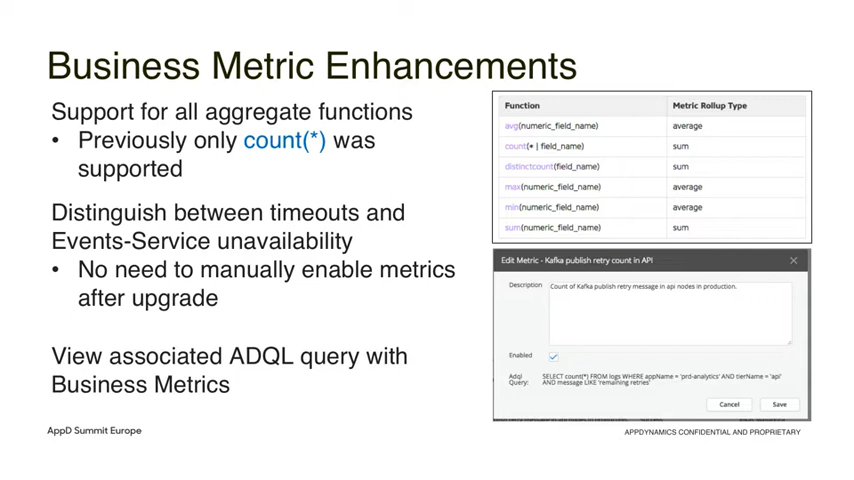 Business Metric Enhancements
Support for all aggregate functions
• Previously only count(*) was
supported
Distinguish between timeouts and
Events-Service unavailability
• No need to manually enable metrics
after upgrade
View associated ADQL query with
Business Metrics
Function Metric Rollup Type
avg(numeric_field_name) average
count(* | field_name) sum
distinctcount(field_name) sum
max(numeric_field_name) average
min(numeric_field_name) average
sum(numeric_field_name) sum
Edit Metric - Kafka publish retry count in API
Description Count of Kafka publish retry message in api nodes in production.
Enabled
Adql SELECT count(*) FROM logs WHERE appName = 'prd-analytics' AND tierName = 'api'
Query: AND message LIKE 'remaining retries'
Cancel Save
AppD Summit Europe
APPDYNAMICS CONFIDENTIAL AND PROPRIETARY